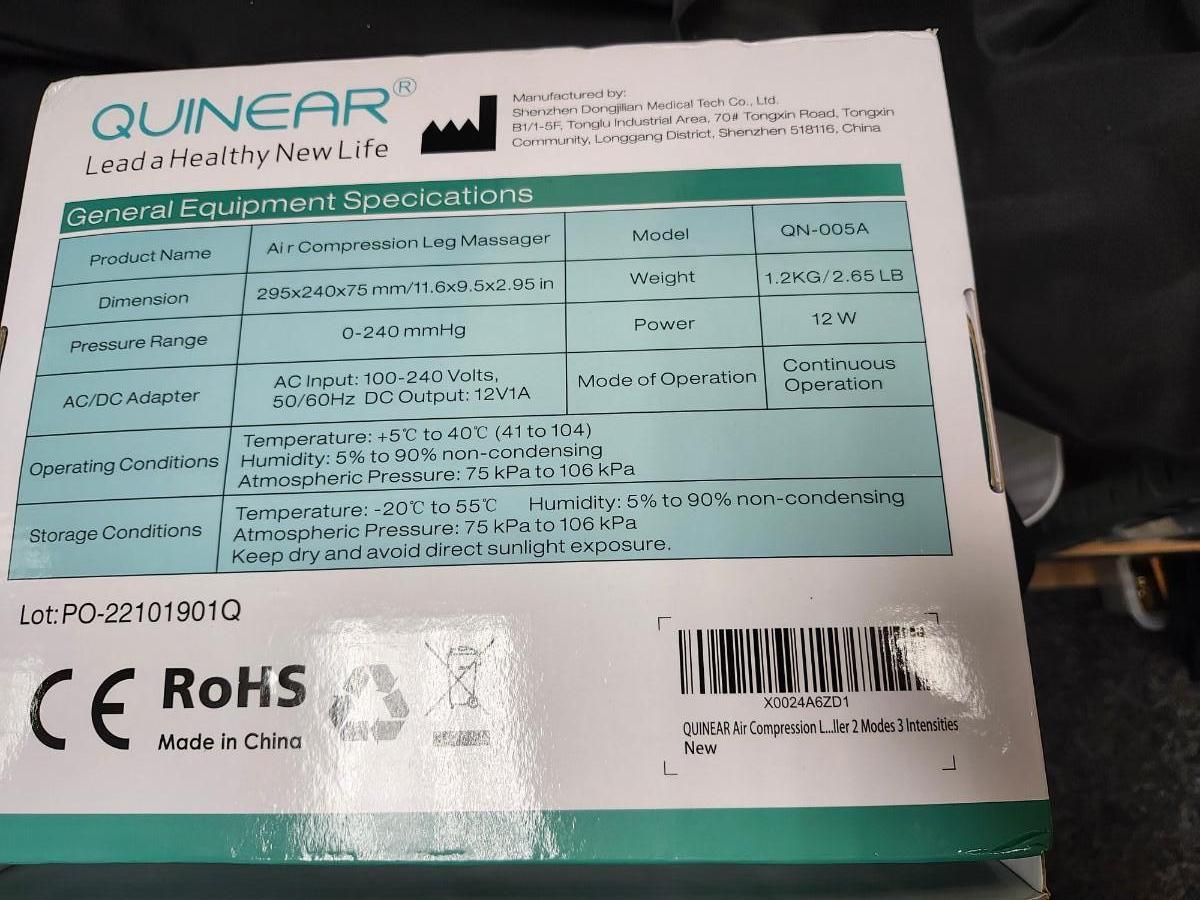 QUINEAR®
Lead a Healthy New Life
Manufactured by:
Shenzhen Dongjilian Medical Tech Co., Ltd.
B1/1-5F, Tonglu Industrial Area, 70# Tongxin Road, Tongxin
Community, Longgang District, Shenzhen 518116, China
General Equipment Specications
Product Name Air Compression Leg Massager Model QN-005A
Dimension 295x240x75 mm/11.6x9.5x2.95 in Weight 1.2KG/2.65 LB
Pressure Range 0-240 mmHg Power 12 W
AC/DC Adapter AC Input: 100-240 Volts,
50/60Hz DC Output: 12V1A Mode of Operation Continuous
Operation
Operating Conditions Temperature: +5℃ to 40℃ (41 to 104)
Humidity: 5% to 90% non-condensing
Atmospheric Pressure: 75 kPa to 106 kPa
Storage Conditions Temperature: -20℃ to 55℃ Humidity: 5% to 90% non-condensing
Atmospheric Pressure: 75 kPa to 106 kPa
Keep dry and avoid direct sunlight exposure.
Lot:PO-22101901Q
CE RoHS
Made in China
X0024A6ZD1
QUINEAR Air Compression L...ller 2 Modes 3 Intensities
New